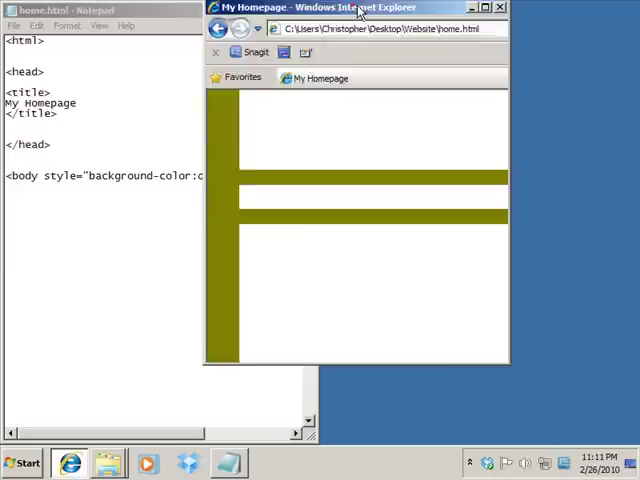 home.html - Notepad
File Edit Format View Help
<html>
<head>
<title>
My Homepage
</title>
</head>
<body style="background-color:
My Homepage - Windows Internet Explorer
C:\Users\Christopher\Desktop\Website\home.html
Snagit
Favorites
My Homepage
Start
11:11 PM
2/26/2010